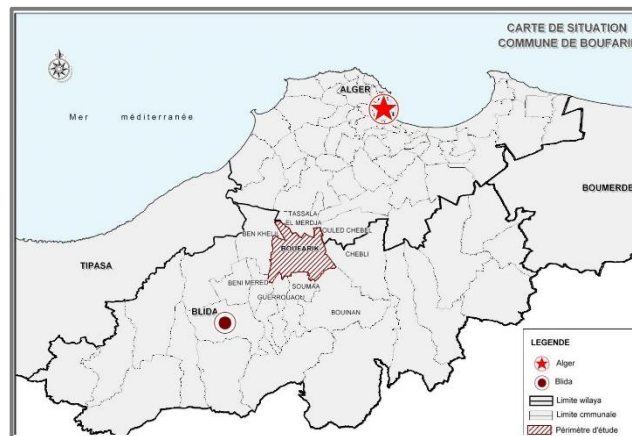 CARTE DE SITUATION
COMMUNE DE BOUFARIK
ALGER
Mer méditerranée
BOUMERDE
TASSALA
EL MERDJA
OULED CHEBEL
BEN KHELIL
BOUFARIK
CHEBLI
TIPASA
BENI MERED
SOUMAA
GUERROUAOU
BLIDA
BOUINAN
LEGENDE
Alger
Blida
Limite wilaya
Limite cmmunale
Périmètre d'étude